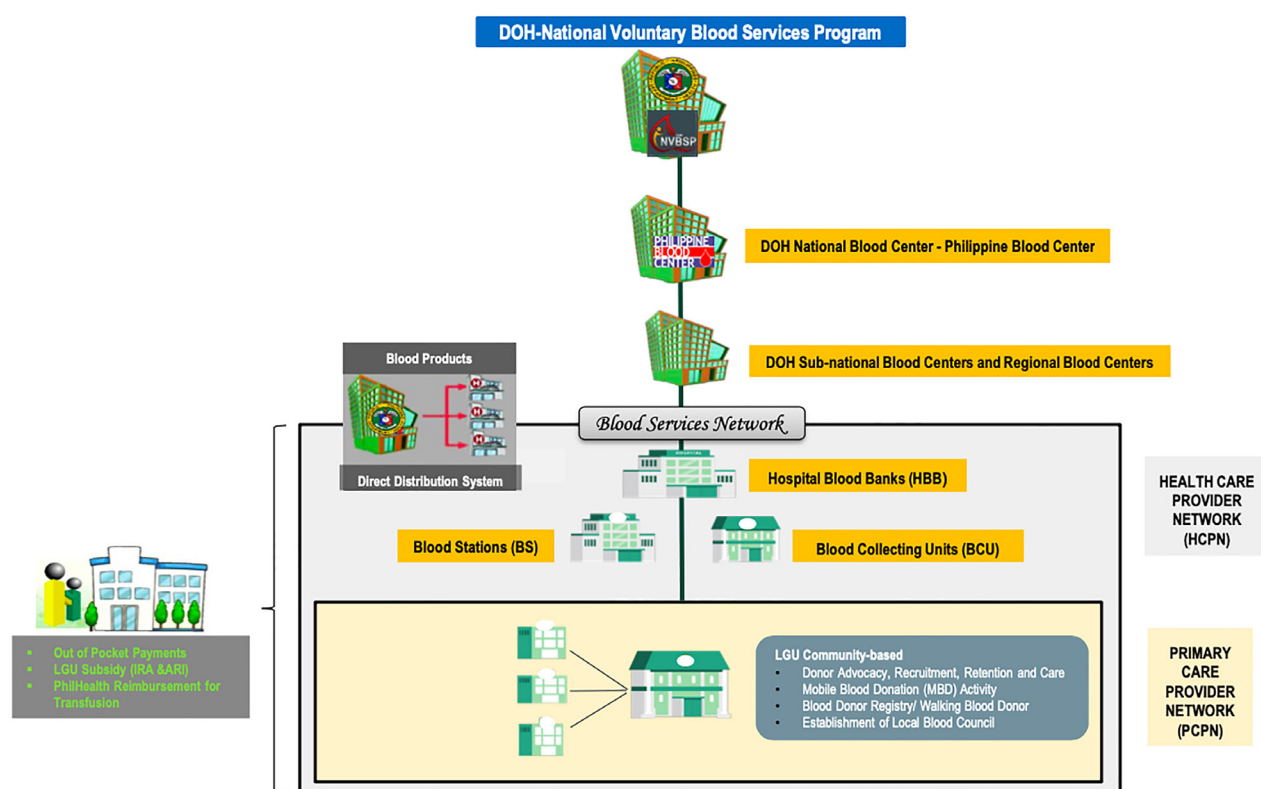 DOH-National Voluntary Blood Services Program
NVBSP
PHILIPPINE
BLOOD
CENTER
DOH National Blood Center - Philippine Blood Center
DOH Sub-national Blood Centers and Regional Blood Centers
Blood Products
H
H
H
Direct Distribution System
Blood Services Network
HOSPITAL
Hospital Blood Banks (HBB)
Blood Stations (BS)
Blood Collecting Units (BCU)
HEALTH CARE
PROVIDER
NETWORK
(HCPN)
▪ Out of Pocket Payments
▪ LGU Subsidy (IRA &ARI)
▪ PhilHealth Reimbursement for
Transfusion
LGU Community-based
• Donor Advocacy, Recruitment, Retention and Care
• Mobile Blood Donation (MBD) Activity
• Blood Donor Registry/ Walking Blood Donor
• Establishment of Local Blood Council
PRIMARY
CARE
PROVIDER
NETWORK
(PCPN)